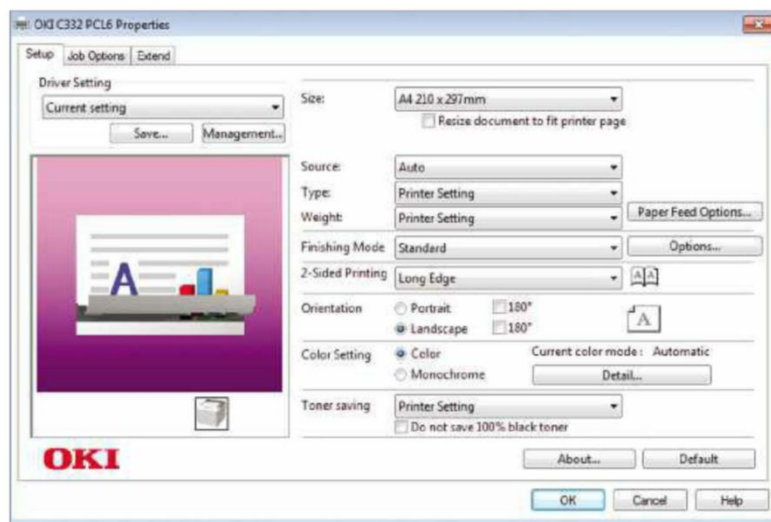 OKI C332 PCL6 Properties
Setup Job Options Extend
Driver Setting
Current setting
Save... Management...
Size: A4 210 x 297mm
Resize document to fit printer page
Source: Auto
Type: Printer Setting
Weight: Printer Setting Paper Feed Options...
Finishing Mode Standard Options...
2-Sided Printing Long Edge A A
Orientation Portrait 180°
Landscape 180° A
Color Setting Color Current color mode : Automatic
Monochrome Detail...
Toner saving Printer Setting
Do not save 100% black toner
A
OKI
About... Default
OK Cancel Help